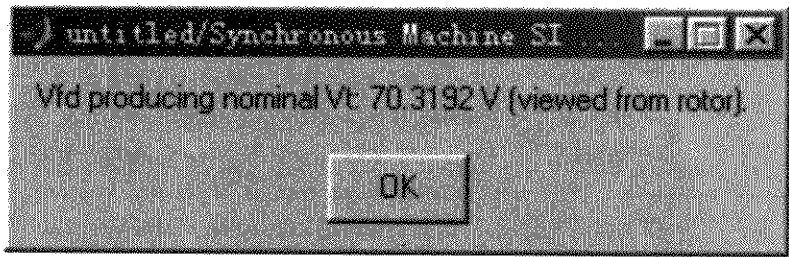 untitled/Synchronous Machine SI ...
Vfd producing nominal Vt: 70.3192 V (viewed from rotor).
OK